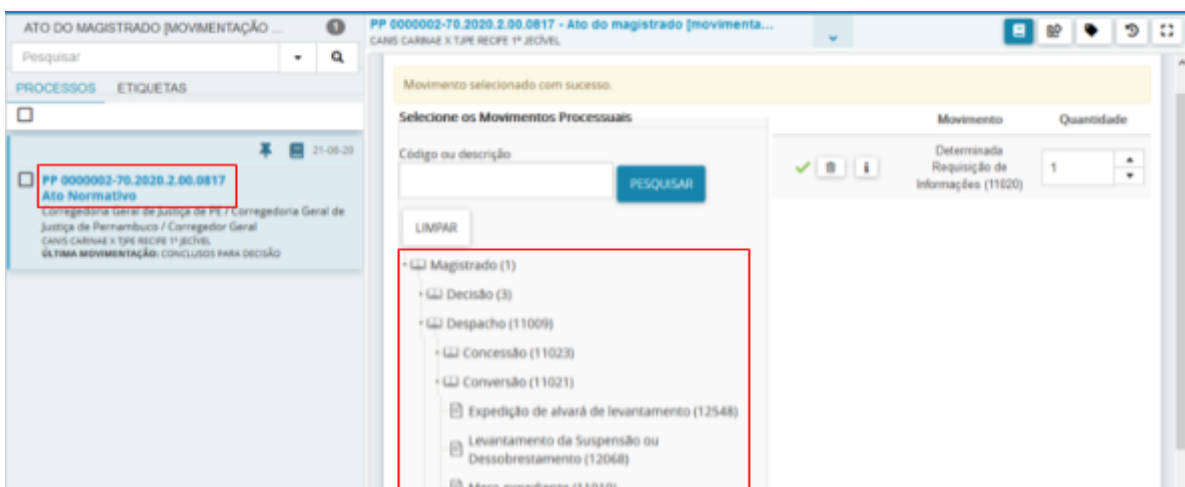 ATO DO MAGISTRADO [MOVIMENTAÇÃO ...
1
Pesquisar
PROCESSOS ETIQUETAS
21-08-20
PP 0000002-70.2020.2.00.0817
Ato Normativo
Corregedoria Geral de Justiça de PE / Corregedoria Geral de
Justiça de Pernambuco / Corregedor Geral
CANIS CARINAE X TJPE RECIFE 1º JECÍVEL
ÚLTIMA MOVIMENTAÇÃO: CONCLUSOS PARA DECISÃO
PP 0000002-70.2020.2.00.0817 - Ato do magistrado [movimenta...
CANIS CARINAE X TJPE RECIFE 1º JECÍVEL
Movimento selecionado com sucesso.
Selecione os Movimentos Processuais
Código ou descrição
PESQUISAR
LIMPAR
Magistrado (1)
Decisão (3)
Despacho (11009)
Concessão (11023)
Conversão (11021)
Expedição de alvará de levantamento (12548)
Levantamento da Suspensão ou
Dessobrestamento (12068)
Mero expediente (11010)
Movimento Quantidade
Determinada
Requisição de
Informações (11020)
1